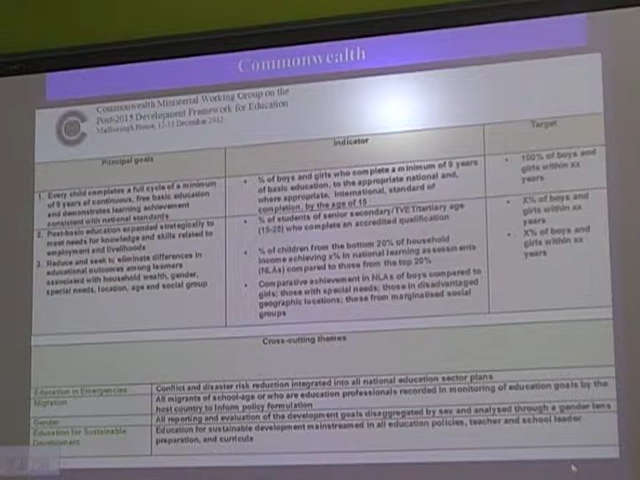 Commonwealth
Commonwealth Ministerial Working Group on the
Post-2015 Development Framework for Education
Marlborough House, 12-13 December 2012
Principal goals
Indicator
Target
1. Every child completes a full cycle of a minimum
of 9 years of continuous, free basic education
and demonstrates learning achievement
consistent with national standards
• % of boys and girls who complete a minimum of 9 years
of basic education, to the appropriate national and,
where appropriate, international, standard of
completion, by the age of 15
• 100% of boys and
girls within xx
years
2. Post-basic education expanded strategically to
meet needs for knowledge and skills related to
employment and livelihoods
• % of students of senior secondary/TVET/tertiary age
(15-25) who complete an accredited qualification
• X% of boys and
girls within xx
years
3. Reduce and seek to eliminate differences in
educational outcomes among learners
associated with household wealth, gender,
special needs, location, age and social group
• % of children from the bottom 20% of household
income achieving x% in national learning assessments
(NLAs) compared to those from the top 20%
• Comparative achievement in NLAs of boys compared to
girls; those with special needs; those in disadvantaged
geographic locations; those from marginalised social
groups
• X% of boys and
girls within xx
years
Cross-cutting themes
Education in Emergencies
Conflict and disaster risk reduction integrated into all national education sector plans
Migration
All migrants of school-age or who are education professionals recorded in monitoring of education goals by the
host country to inform policy formulation
Gender
All reporting and evaluation of the development goals disaggregated by sex and analysed through a gender lens
Education for Sustainable
Development
Education for sustainable development mainstreamed in all education policies, teacher and school leader
preparation, and curricula